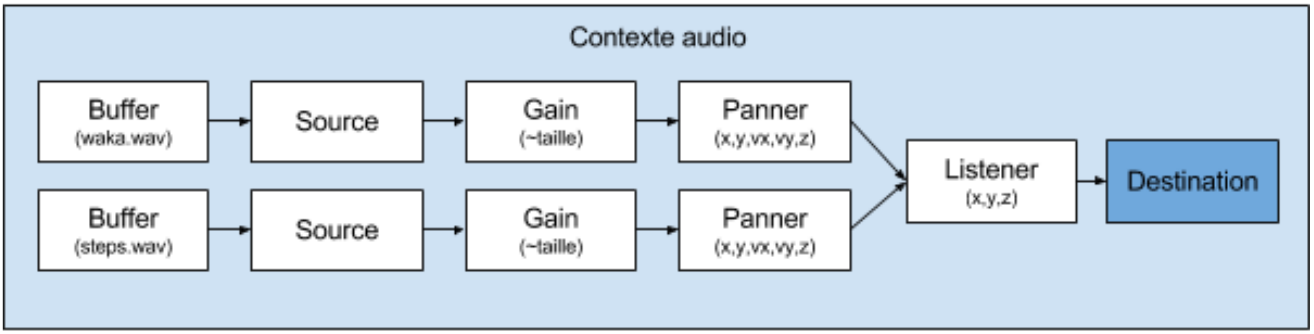 Contexte audio
Buffer
(waka.wav)
Source
Gain
(~taille)
Panner
(x,y,vx,vy,z)
Buffer
(steps.wav)
Source
Gain
(~taille)
Panner
(x,y,vx,vy,z)
Listener
(x,y,z)
Destination